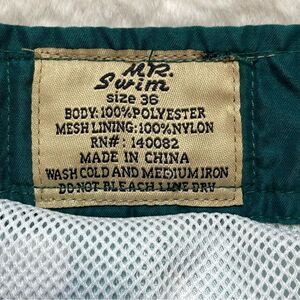 MR.
Swim
size 36
BODY:100%POLYESTER
MESH LINING:100%NYLON
RN#: 140082
MADE IN CHINA
WASH COLD AND MEDIUM IRON
DO NOT BLEACH LINE DRY